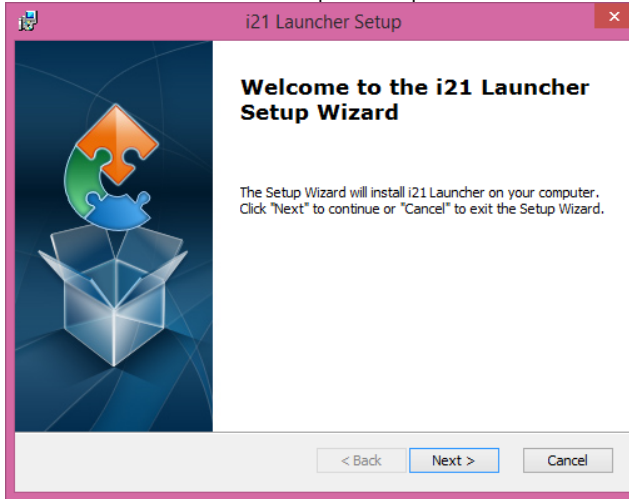 i21 Launcher Setup
Welcome to the i21 Launcher
Setup Wizard
The Setup Wizard will install i21 Launcher on your computer.
Click "Next" to continue or "Cancel" to exit the Setup Wizard.
< Back
Next >
Cancel